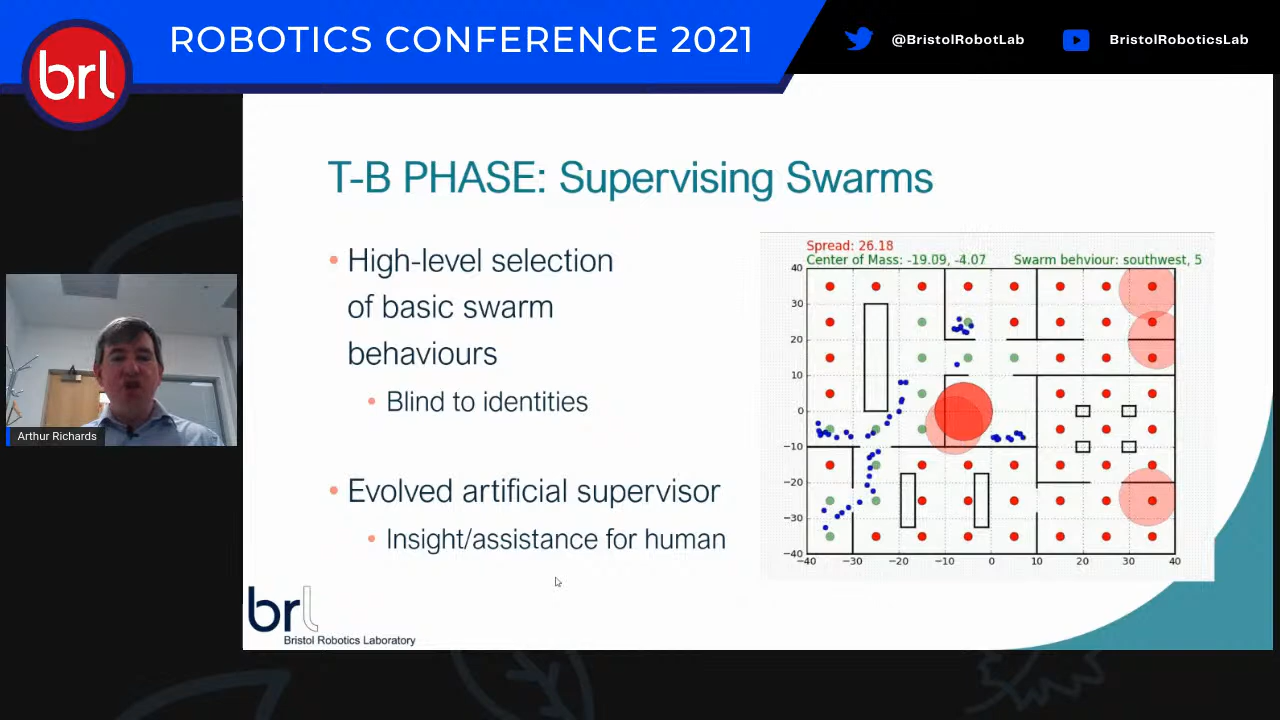 ROBOTICS CONFERENCE 2021
@BristolRobotLab
BristolRoboticsLab
brl
T-B PHASE: Supervising Swarms
• High-level selection
of basic swarm
behaviours
• Blind to identities
• Evolved artificial supervisor
• Insight/assistance for human
Spread: 26.18
Center of Mass: -19.09, -4.07
Swarm behviour: southwest, 5
40
30
20
10
0
−10
−20
−30
−40
−40 −30 −20 −10 0 10 20 30 40
Arthur Richards
brl
Bristol Robotics Laboratory